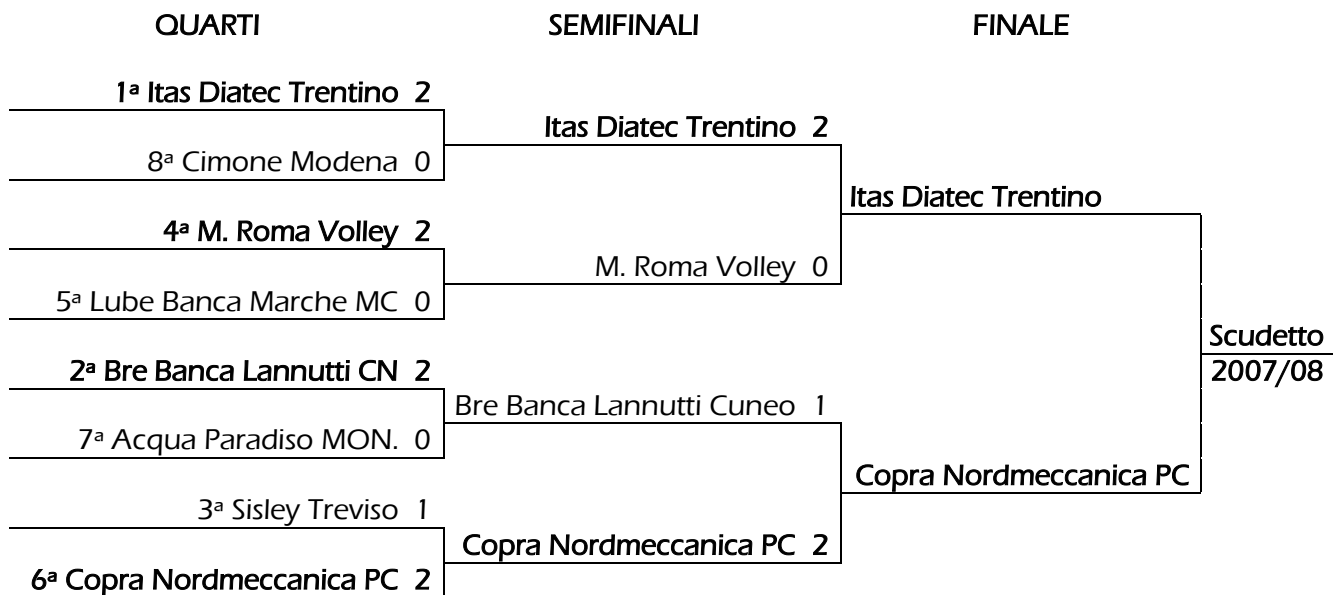 QUARTI SEMIFINALI FINALE
1ª Itas Diatec Trentino 2
Itas Diatec Trentino 2
8ª Cimone Modena 0
Itas Diatec Trentino
4ª M. Roma Volley 2
M. Roma Volley 0
5ª Lube Banca Marche MC 0
Scudetto
2ª Bre Banca Lannutti CN 2
2007/08
Bre Banca Lannutti Cuneo 1
7ª Acqua Paradiso MON. 0
Copra Nordmeccanica PC
3ª Sisley Treviso 1
Copra Nordmeccanica PC 2
6ª Copra Nordmeccanica PC 2